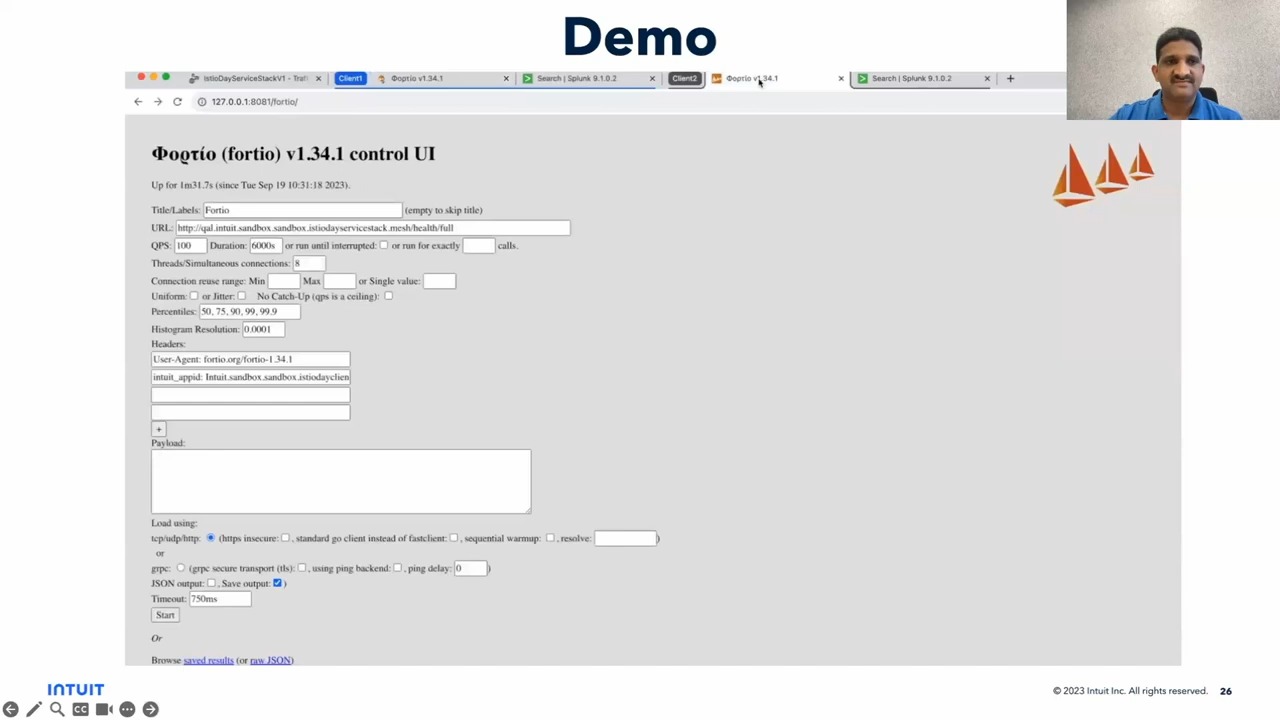 Demo
IstioDayServiceStackV1 - Traf
Client1
Φορτίο v1.34.1
Search | Splunk 9.1.0.2
Client2
Φορτίο v1.34.1
Search | Splunk 9.1.0.2
127.0.0.1:8081/fortio/
Φορτίο (fortio) v1.34.1 control UI
Up for 1m31.7s (since Tue Sep 19 10:31:18 2023).
Title/Labels: Fortio (empty to skip title)
URL: http://qal.intuit.sandbox.sandbox.istiodayservicestack.mesh/health/full
QPS: 100 Duration: 6000s or run until interrupted: or run for exactly calls.
Threads/Simultaneous connections: 8
Connection reuse range: Min Max or Single value:
Uniform: or Jitter: No Catch-Up (qps is a ceiling):
Percentiles: 50, 75, 90, 99, 99.9
Histogram Resolution: 0.0001
Headers:
User-Agent: fortio.org/fortio-1.34.1
intuit_appid: Intuit.sandbox.sandbox.istiodayclien
+
Payload:
Load using:
tcp/udp/http: (https insecure: , standard go client instead of fastclient: , sequential warmup: , resolve: )
or
grpc: (grpc secure transport (tls): , using ping backend: , ping delay: 0 )
JSON output: , Save output: )
Timeout: 750ms
Start
Or
Browse saved results (or raw JSON)
INTUIT
© 2023 Intuit Inc. All rights reserved. 26
CC